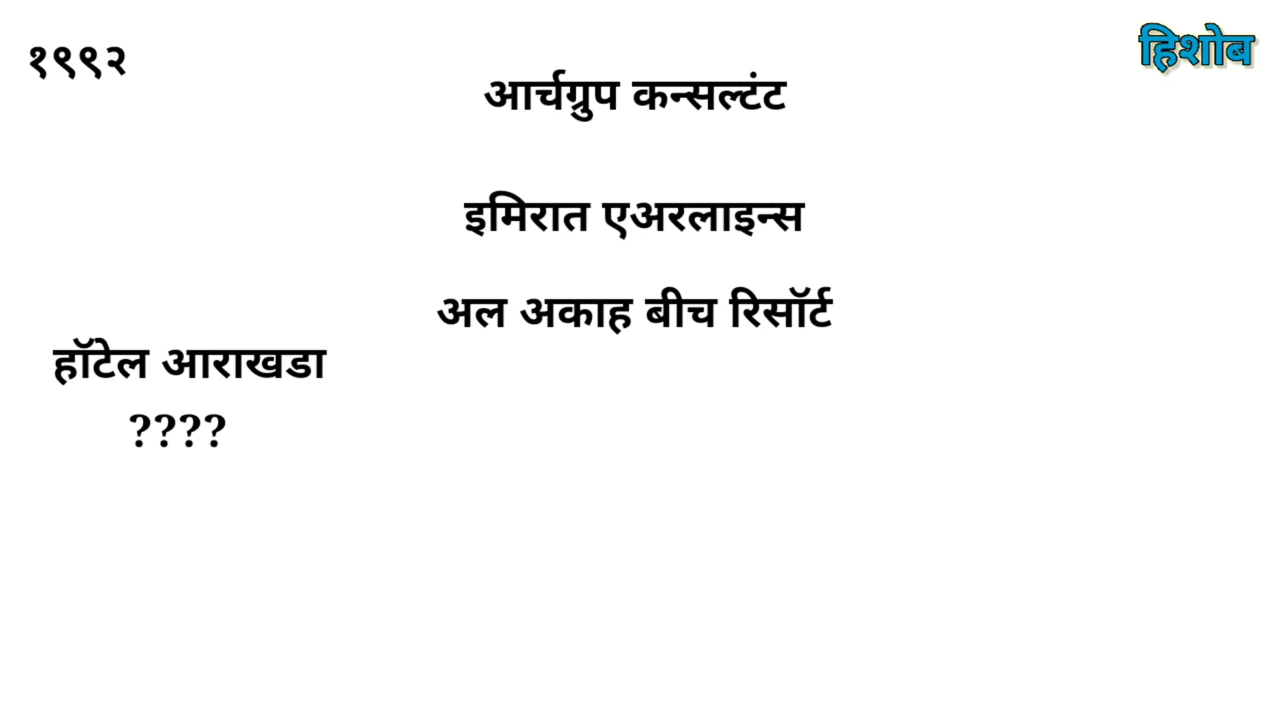 १९९२
हिशोब
आर्चग्रुप कन्सल्टंट
इमिरात एअरलाइन्स
अल अकाह बीच रिसॉर्ट
हॉटेल आराखडा
????